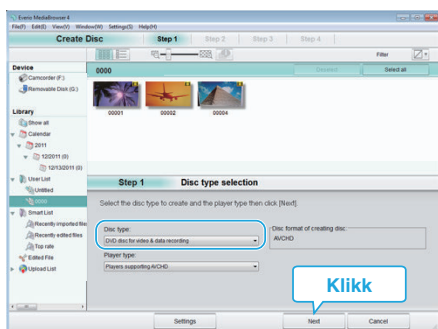 Everio MediaBrowser 4
File(F) Edit(E) View(V) Window(W) Settings(S) Help(H)
Create Disc Step 1 Step 2 Step 3 Step 4
Filter
Device
Camcorder (F:)
Removable Disk (G:)
0000
Deselect
Select all
00001 00002 00004
Library
Show all
Calendar
2011
12/2011 (0)
12/13/2011 (0)
User List
Untitled
0000
Smart List
Recently imported file
Recently edited files
Top rate
Edited File
Upload List
Step 1 Disc type selection
Select the disc type to create and the player type then click [Next].
Disc type:
DVD disc for video & data recording
Disc format of creating disc
AVCHD
Player type:
Players supporting AVCHD
Klikk
Settings Next Cancel